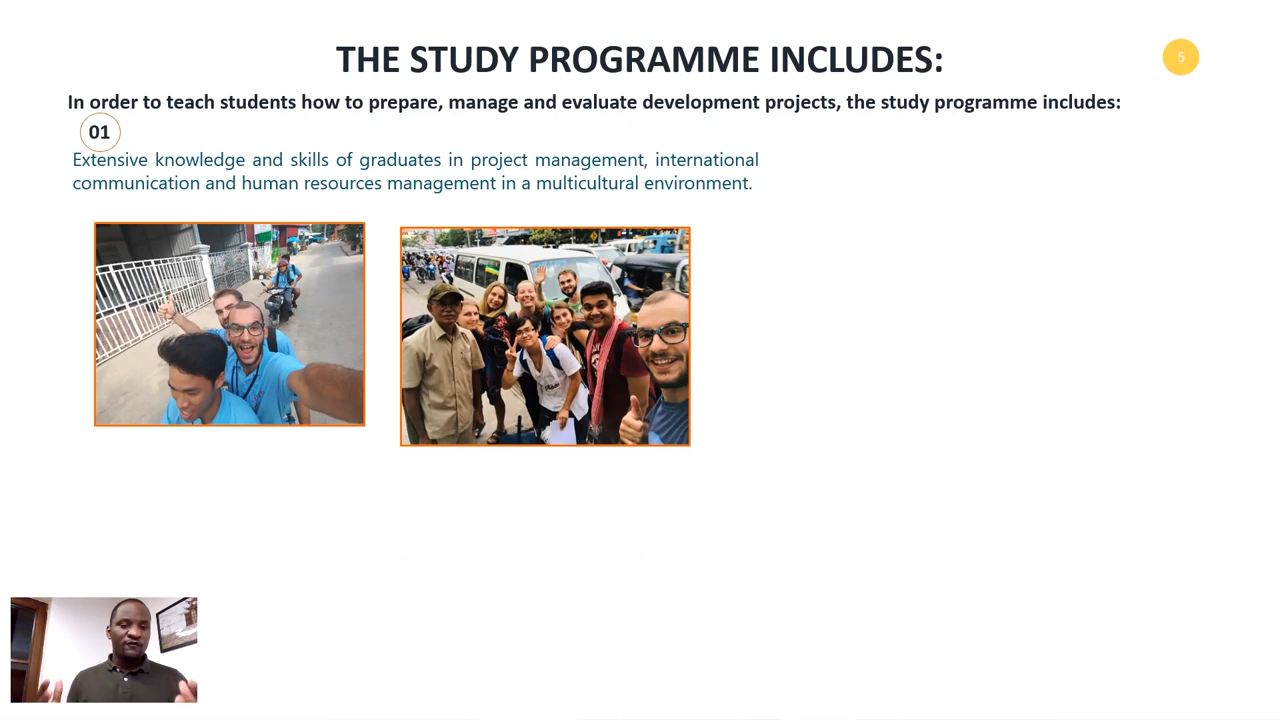 THE STUDY PROGRAMME INCLUDES:
5
In order to teach students how to prepare, manage and evaluate development projects, the study programme includes:
01
Extensive knowledge and skills of graduates in project management, international
communication and human resources management in a multicultural environment.